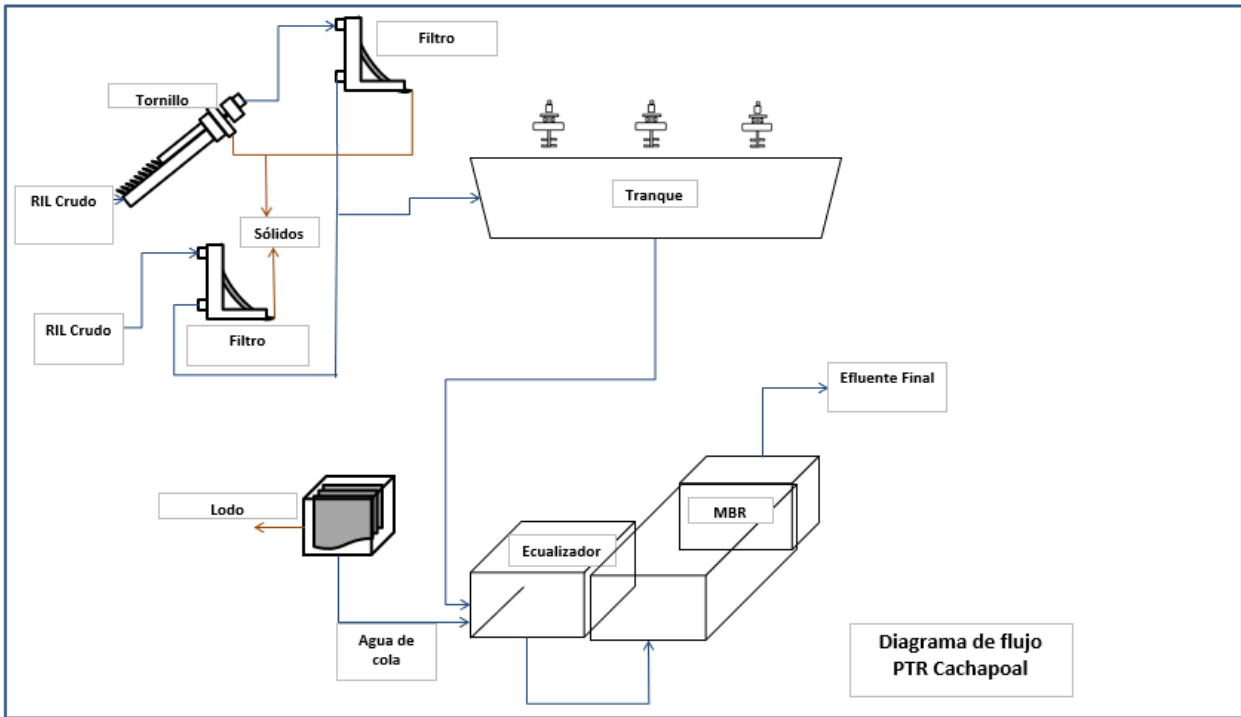 Filtro
Tornillo
RIL Crudo
Tranque
Sólidos
RIL Crudo
Filtro
Efluente Final
Lodo
MBR
Ecualizador
Agua de
cola
Diagrama de flujo
PTR Cachapoal